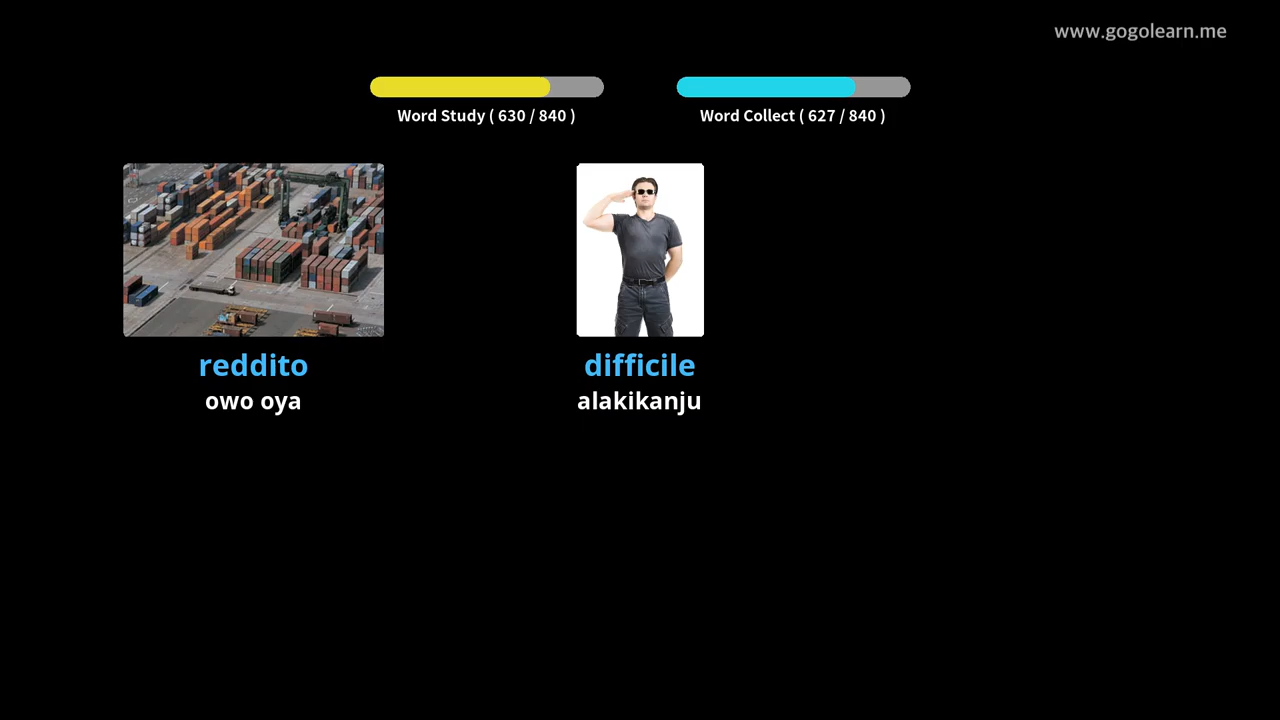 www.gogolearn.me
Word Study ( 630 / 840 )
Word Collect ( 627 / 840 )
reddito
owo oya
difficile
alakikanju